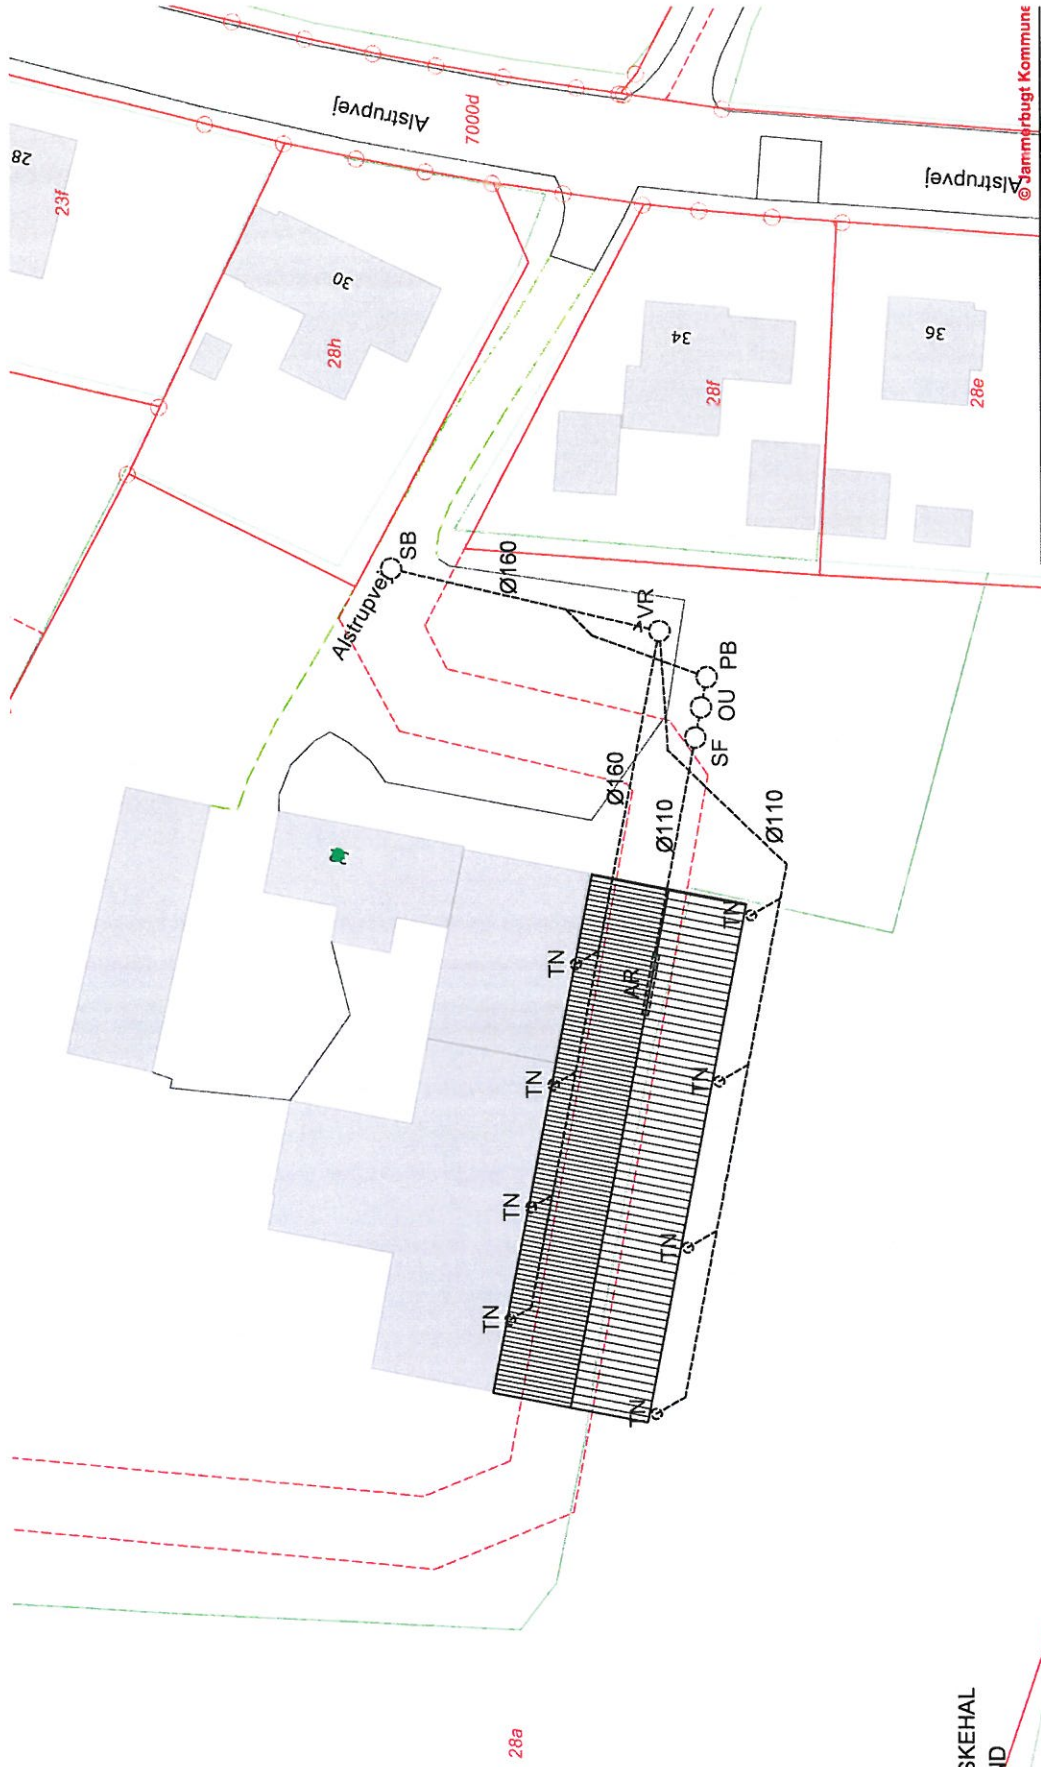 28
23f
Alstrupvej
7000d
© Jammerbugt Kommune
Alstrupvej
30
28h
34
28f
36
28e
Alstrupvej
SB
Ø160
VR
PB
OU
SF
Ø160
Ø110
Ø110
TN
TN
AR
TN
TN
TN
TN
TN
TN
28a
SKEHAL
ND